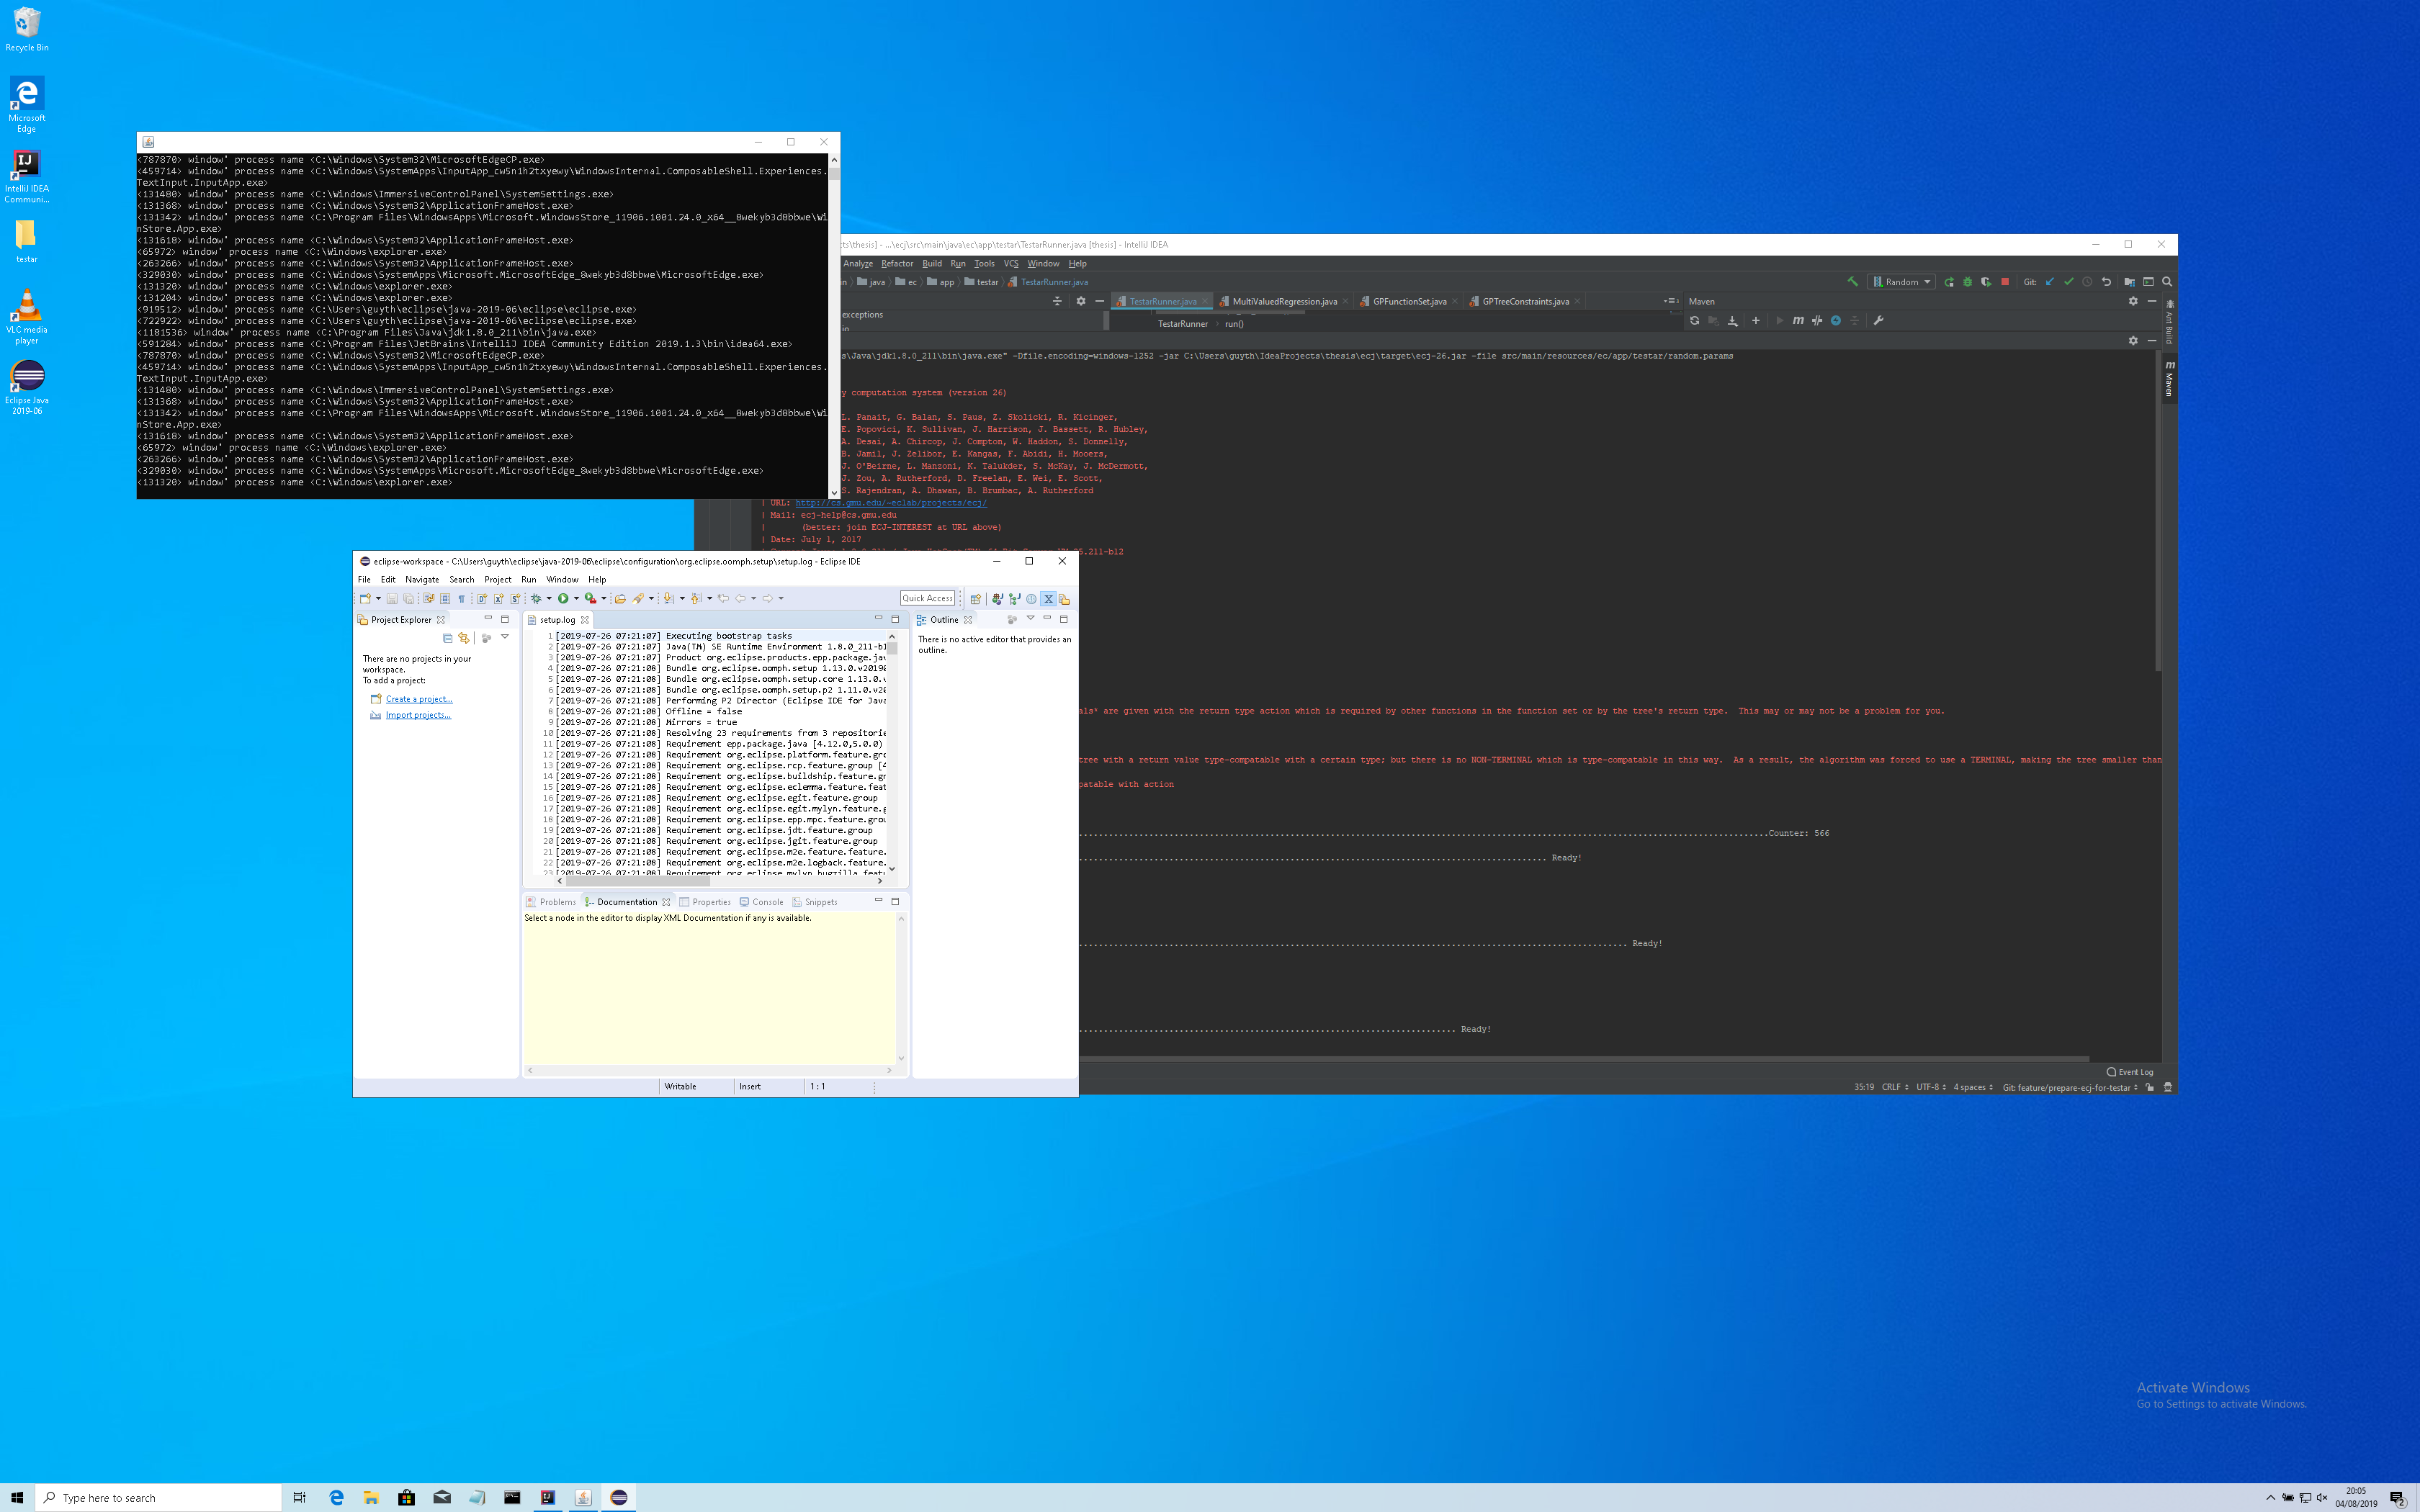 Recycle Bin
Microsoft
Edge
IntelliJ IDEA
Communi...
testar
VLC media
player
Eclipse Java
2019-06
<787870> window' process name <C:\Windows\System32\MicrosoftEdgeCP.exe>
<459714> window' process name <C:\Windows\SystemApps\InputApp_cw5n1h2txyewy\WindowsInternal.ComposableShell.Experiences.
TextInput.InputApp.exe>
<131480> window' process name <C:\Windows\ImmersiveControlPanel\SystemSettings.exe>
<131368> window' process name <C:\Windows\System32\ApplicationFrameHost.exe>
<131342> window' process name <C:\Program Files\WindowsApps\Microsoft.WindowsStore_11906.1001.24.0_x64__8wekyb3d8bbwe\Wi
nStore.App.exe>
<131618> window' process name <C:\Windows\System32\ApplicationFrameHost.exe>
<65972> window' process name <C:\Windows\explorer.exe>
<263266> window' process name <C:\Windows\System32\ApplicationFrameHost.exe>
<329030> window' process name <C:\Windows\SystemApps\Microsoft.MicrosoftEdge_8wekyb3d8bbwe\MicrosoftEdge.exe>
<131320> window' process name <C:\Windows\explorer.exe>
<131204> window' process name <C:\Windows\explorer.exe>
<919512> window' process name <C:\Users\guyth\eclipse\java-2019-06\eclipse\eclipse.exe>
<722922> window' process name <C:\Users\guyth\eclipse\java-2019-06\eclipse\eclipse.exe>
<1181536> window' process name <C:\Program Files\Java\jdk1.8.0_211\bin\java.exe>
<591284> window' process name <C:\Program Files\JetBrains\IntelliJ IDEA Community Edition 2019.1.3\bin\idea64.exe>
<787870> window' process name <C:\Windows\System32\MicrosoftEdgeCP.exe>
<459714> window' process name <C:\Windows\SystemApps\InputApp_cw5n1h2txyewy\WindowsInternal.ComposableShell.Experiences.
TextInput.InputApp.exe>
<131480> window' process name <C:\Windows\ImmersiveControlPanel\SystemSettings.exe>
<131368> window' process name <C:\Windows\System32\ApplicationFrameHost.exe>
<131342> window' process name <C:\Program Files\WindowsApps\Microsoft.WindowsStore_11906.1001.24.0_x64__8wekyb3d8bbwe\Wi
nStore.App.exe>
<131618> window' process name <C:\Windows\System32\ApplicationFrameHost.exe>
<65972> window' process name <C:\Windows\explorer.exe>
<263266> window' process name <C:\Windows\System32\ApplicationFrameHost.exe>
<329030> window' process name <C:\Windows\SystemApps\Microsoft.MicrosoftEdge_8wekyb3d8bbwe\MicrosoftEdge.exe>
<131320> window' process name <C:\Windows\explorer.exe>
cts\thesis] - ...\ecj\src\main\java\ec\app\testar\TestarRunner.java [thesis] - IntelliJ IDEA
Analyze Refactor Build Run Tools VCS Window Help
in java ec app testar TestarRunner.java Random Git:
TestarRunner.java MultiValuedRegression.java GPFunctionSet.java GPTreeConstraints.java Maven
exceptions
io
TestarRunner run()
Ant Build
Maven
s\Java\jdk1.8.0_211\bin\java.exe" -Dfile.encoding=windows-1252 -jar C:\Users\guyth\IdeaProjects\thesis\ecj\target\ecj-26.jar -file src/main/resources/ec/app/testar/random.params
y computation system (version 26)
L. Panait, G. Balan, S. Paus, Z. Skolicki, R. Kicinger,
E. Popovici, K. Sullivan, J. Harrison, J. Bassett, R. Hubley,
A. Desai, A. Chircop, J. Compton, W. Haddon, S. Donnelly,
B. Jamil, J. Zelibor, E. Kangas, F. Abidi, H. Mooers,
J. O'Beirne, L. Manzoni, K. Talukder, S. McKay, J. McDermott,
J. Zou, A. Rutherford, D. Freelan, E. Wei, E. Scott,
S. Rajendran, A. Dhawan, B. Brumbac, A. Rutherford
| URL: http://cs.gmu.edu/~eclab/projects/ecj/
| Mail: ecj-help@cs.gmu.edu
| (better: join ECJ-INTEREST at URL above)
| Date: July 1, 2017
.211-b12
als* are given with the return type action which is required by other functions in the function set or by the tree's return type. This may or may not be a problem for you.
tree with a return value type-compatable with a certain type; but there is no NON-TERMINAL which is type-compatable in this way. As a result, the algorithm was forced to use a TERMINAL, making the tree smaller than
patable with action
Counter: 566
Ready!
Ready!
Ready!
Event Log
35:19 CRLF UTF-8 4 spaces Git: feature/prepare-ecj-for-testar
eclipse-workspace - C:\Users\guyth\eclipse\java-2019-06\eclipse\configuration\org.eclipse.oomph.setup\setup.log - Eclipse IDE
File Edit Navigate Search Project Run Window Help
Quick Access
Project Explorer
There are no projects in your
workspace.
To add a project:
Create a project...
Import projects...
setup.log
1 [2019-07-26 07:21:07] Executing bootstrap tasks
2 [2019-07-26 07:21:07] Java(TM) SE Runtime Environment 1.8.0_211-b1
3 [2019-07-26 07:21:07] Product org.eclipse.products.epp.package.jav
4 [2019-07-26 07:21:08] Bundle org.eclipse.oomph.setup 1.13.0.v20190
5 [2019-07-26 07:21:08] Bundle org.eclipse.oomph.setup.core 1.13.0.v
6 [2019-07-26 07:21:08] Bundle org.eclipse.oomph.setup.p2 1.11.0.v20
7 [2019-07-26 07:21:08] Performing P2 Director (Eclipse IDE for Java
8 [2019-07-26 07:21:08] Offline = false
9 [2019-07-26 07:21:08] Mirrors = true
10 [2019-07-26 07:21:08] Resolving 23 requirements from 3 repositorie
11 [2019-07-26 07:21:08] Requirement epp.package.java [4.12.0,5.0.0)
12 [2019-07-26 07:21:08] Requirement org.eclipse.platform.feature.gro
13 [2019-07-26 07:21:08] Requirement org.eclipse.rcp.feature.group [4
14 [2019-07-26 07:21:08] Requirement org.eclipse.buildship.feature.gr
15 [2019-07-26 07:21:08] Requirement org.eclipse.eclemma.feature.feat
16 [2019-07-26 07:21:08] Requirement org.eclipse.egit.feature.group
17 [2019-07-26 07:21:08] Requirement org.eclipse.egit.mylyn.feature.g
18 [2019-07-26 07:21:08] Requirement org.eclipse.epp.mpc.feature.grou
19 [2019-07-26 07:21:08] Requirement org.eclipse.jdt.feature.group
20 [2019-07-26 07:21:08] Requirement org.eclipse.jgit.feature.group
21 [2019-07-26 07:21:08] Requirement org.eclipse.m2e.feature.feature.
22 [2019-07-26 07:21:08] Requirement org.eclipse.m2e.logback.feature.
23 [2019-07-26 07:21:08] Requirement org.eclipse.mylyn.bugzilla.featu
Outline
There is no active editor that provides an
outline.
Problems Documentation Properties Console Snippets
Select a node in the editor to display XML Documentation if any is available.
Writable Insert 1 : 1
Activate Windows
Go to Settings to activate Windows.
Type here to search
20:05
04/08/2019
2